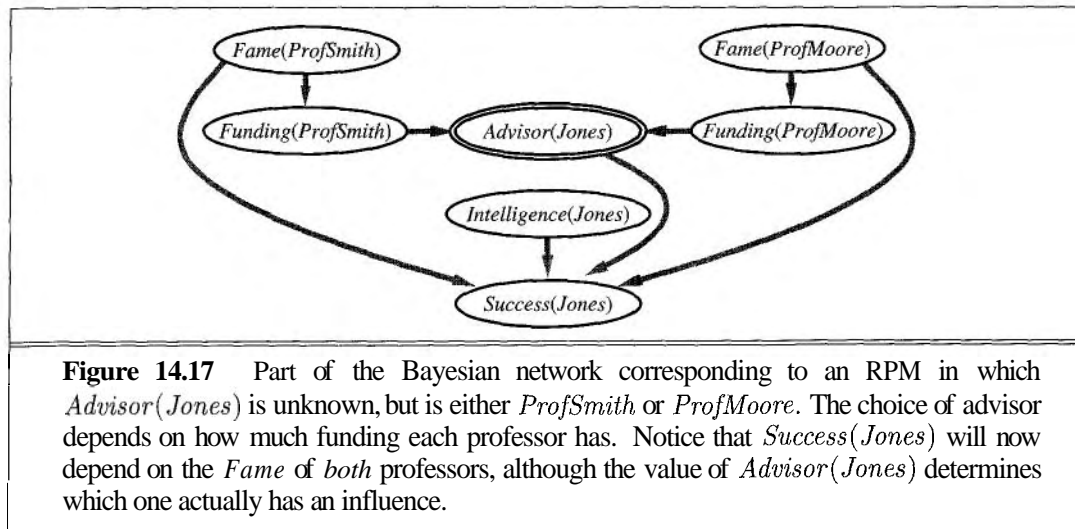 Fame(ProfSmith)
Fame(ProfMoore)
Funding(ProfSmith)
Advisor(Jones)
Funding(ProfMoore)
Intelligence(Jones)
Success(Jones)
Figure 14.17 Part of the Bayesian network corresponding to an RPM in which
Advisor(Jones) is unknown, but is either ProfSmith or ProfMoore. The choice of advisor
depends on how much funding each professor has. Notice that Success(Jones) will now
depend on the Fame of both professors, although the value of Advisor(Jones) determines
which one actually has an influence.